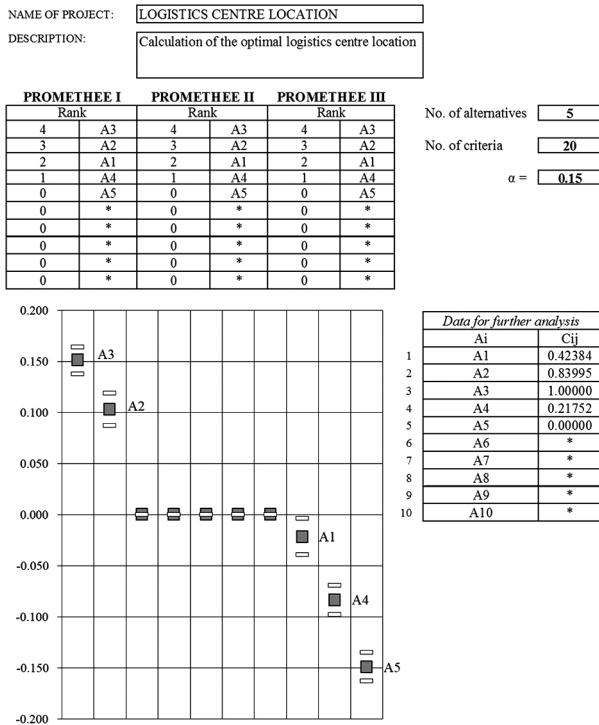 NAME OF PROJECT: LOGISTICS CENTRE LOCATION
DESCRIPTION: Calculation of the optimal logistics centre location
PROMETHEE I PROMETHEE II PROMETHEE III
Rank Rank Rank
4 A3 4 A3 4 A3
3 A2 3 A2 3 A2
2 A1 2 A1 2 A1
1 A4 1 A4 1 A4
0 A5 0 A5 0 A5
0 * 0 * 0 *
0 * 0 * 0 *
0 * 0 * 0 *
0 * 0 * 0 *
0 * 0 * 0 *
No. of alternatives 5
No. of criteria 20
α = 0.15
0.200
0.150
0.100
0.050
0.000
-0.050
-0.100
-0.150
-0.200
A3
A2
A1
A4
A5
Data for further analysis
Ai Cij
1 A1 0.42384
2 A2 0.83995
3 A3 1.00000
4 A4 0.21752
5 A5 0.00000
6 A6 *
7 A7 *
8 A8 *
9 A9 *
10 A10 *